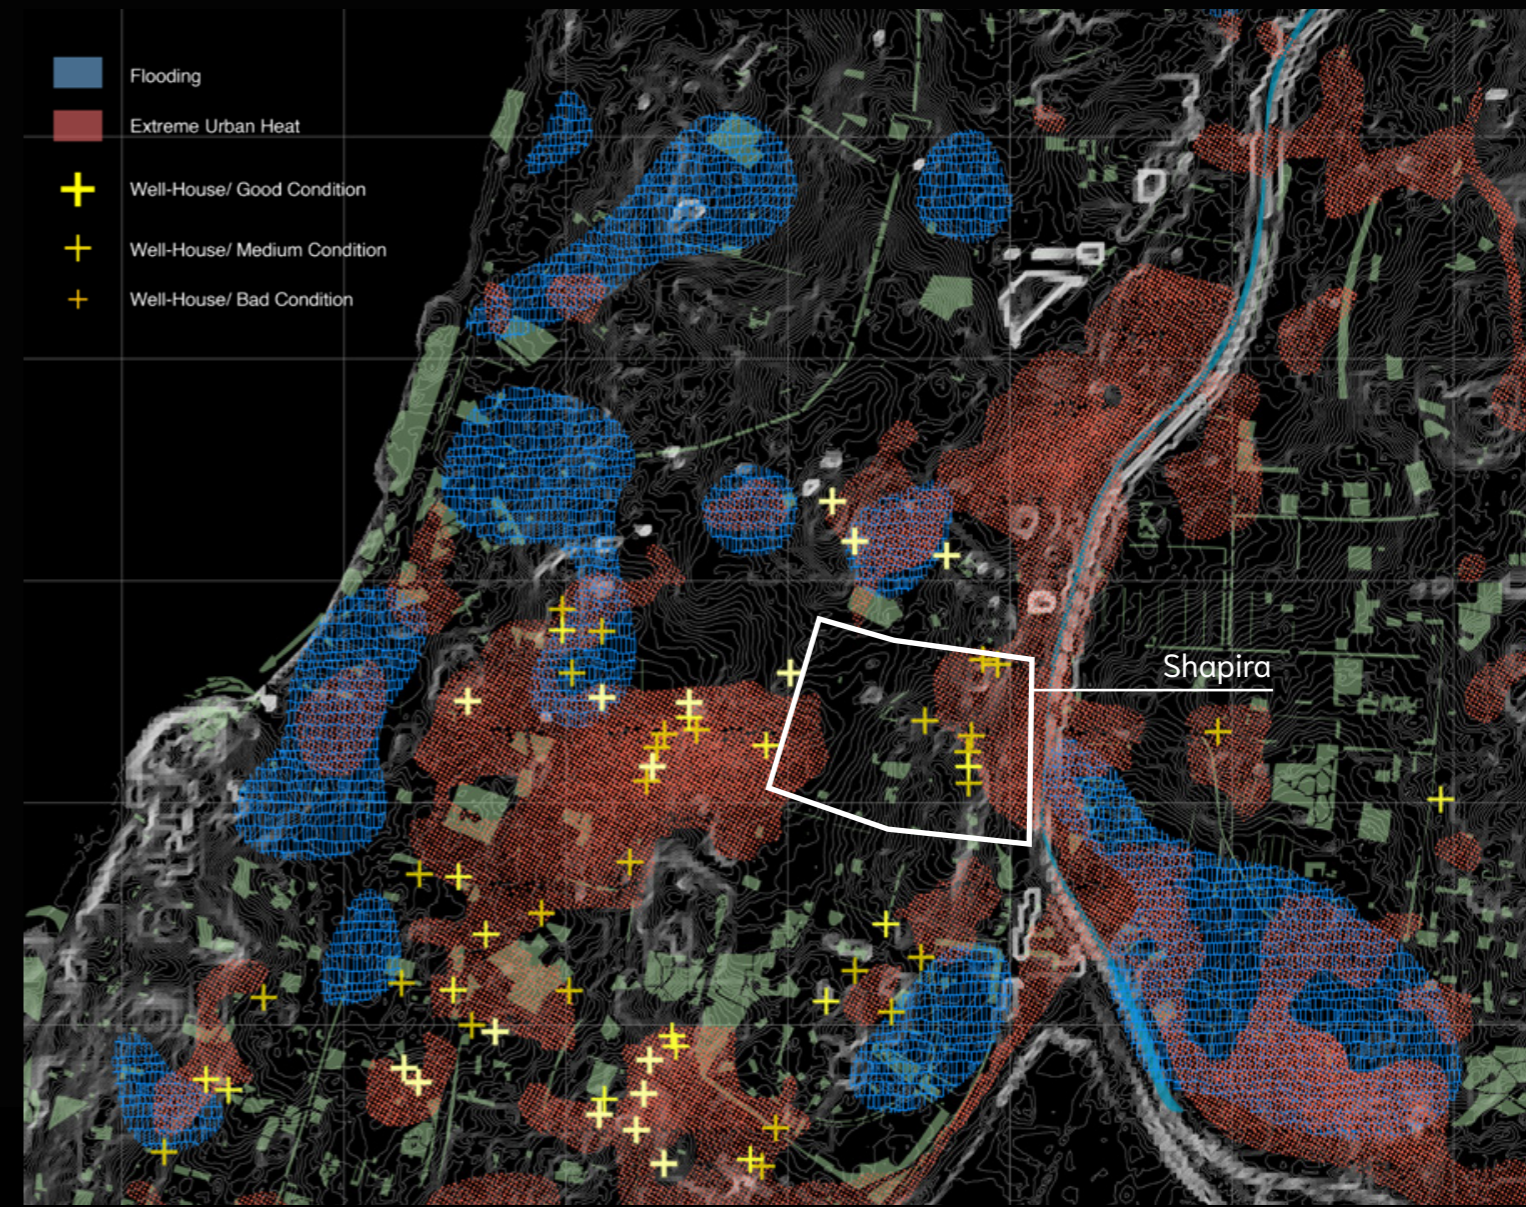 Flooding
Extreme Urban Heat
Well-House/ Good Condition
Well-House/ Medium Condition
Well-House/ Bad Condition
Shapira